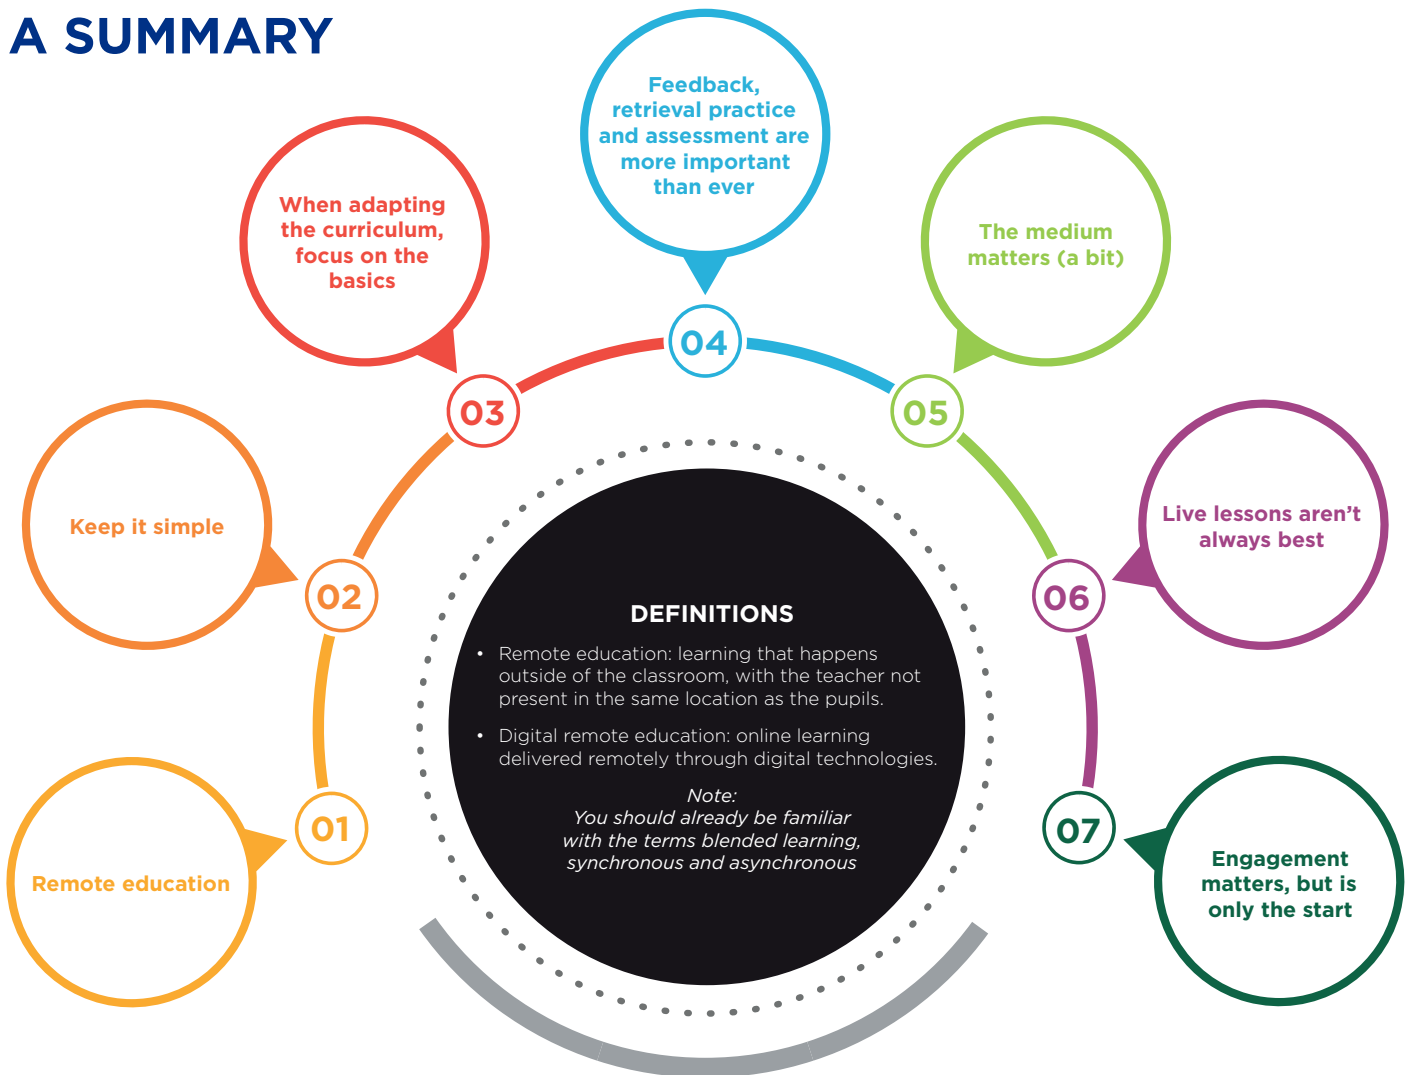 A SUMMARY
01
Remote education
02
Keep it simple
03
When adapting
the curriculum,
focus on the
basics
04
Feedback,
retrieval practice
and assessment are
more important
than ever
05
The medium
matters (a bit)
06
Live lessons aren’t
always best
07
Engagement
matters, but is
only the start
DEFINITIONS
• Remote education: learning that happens
outside of the classroom, with the teacher not
present in the same location as the pupils.
• Digital remote education: online learning
delivered remotely through digital technologies.
Note:
You should already be familiar
with the terms blended learning,
synchronous and asynchronous